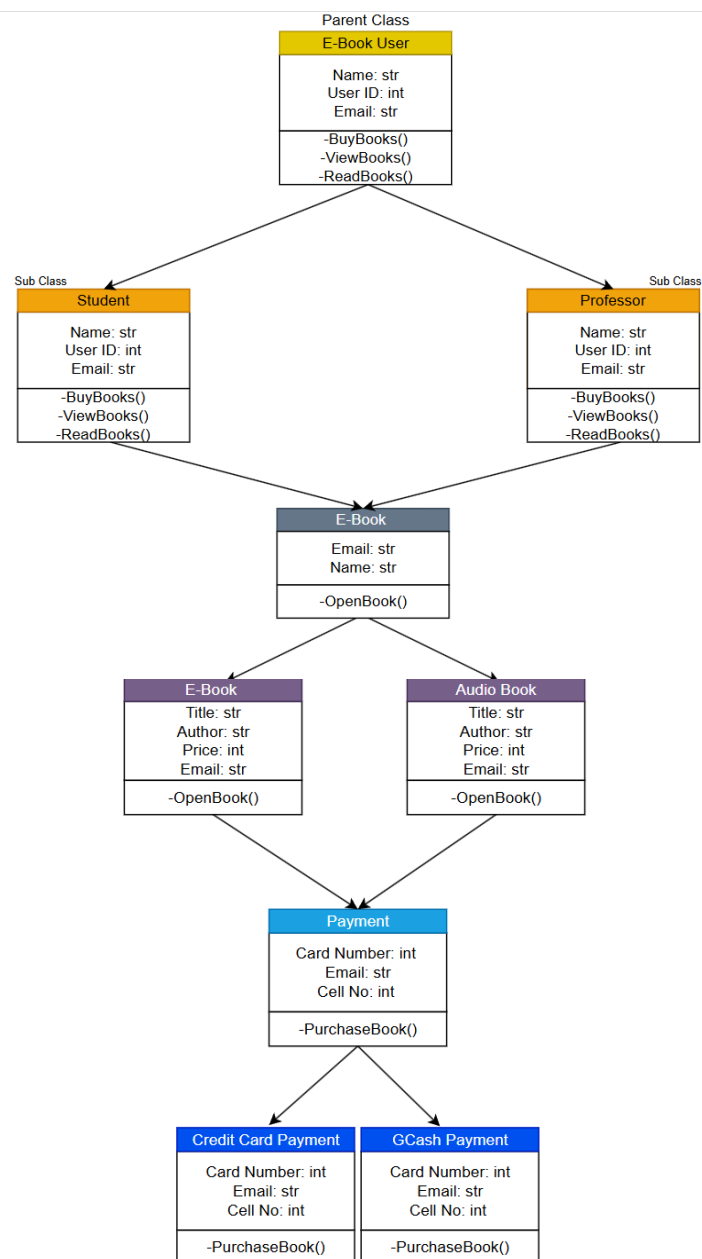 Parent Class
E-Book User
Name: str
User ID: int
Email: str
-BuyBooks()
-ViewBooks()
-ReadBooks()
Sub Class
Student
Name: str
User ID: int
Email: str
-BuyBooks()
-ViewBooks()
-ReadBooks()
Sub Class
Professor
Name: str
User ID: int
Email: str
-BuyBooks()
-ViewBooks()
-ReadBooks()
E-Book
Email: str
Name: str
-OpenBook()
E-Book
Title: str
Author: str
Price: int
Email: str
-OpenBook()
Audio Book
Title: str
Author: str
Price: int
Email: str
-OpenBook()
Payment
Card Number: int
Email: str
Cell No: int
-PurchaseBook()
Credit Card Payment
Card Number: int
Email: str
Cell No: int
-PurchaseBook()
GCash Payment
Card Number: int
Email: str
Cell No: int
-PurchaseBook()